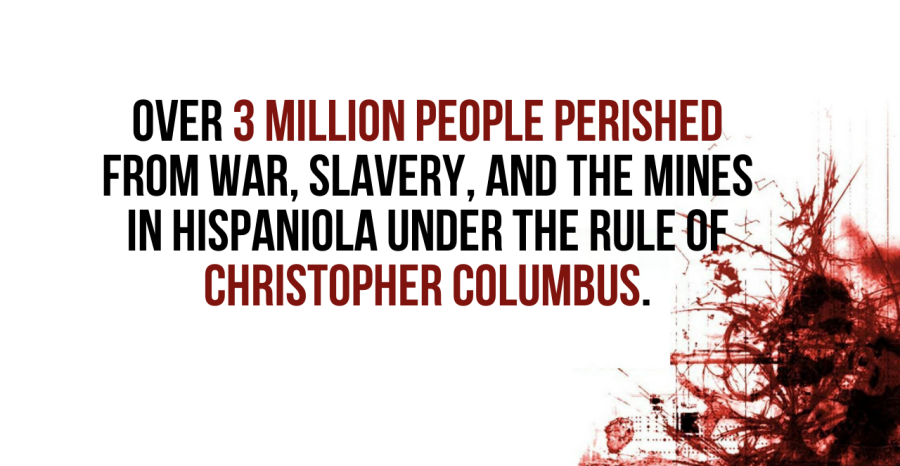 OVER 3 MILLION PEOPLE PERISHED
FROM WAR, SLAVERY, AND THE MINES
IN HISPANIOLA UNDER THE RULE OF
CHRISTOPHER COLUMBUS.